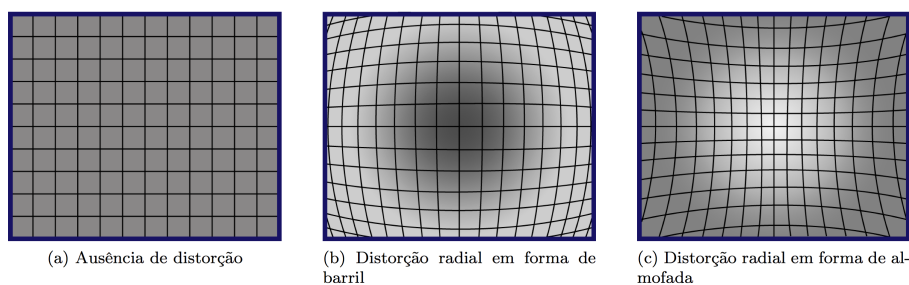 (a) Ausência de distorção
(b) Distorção radial em forma de
barril
(c) Distorção radial em forma de al-
mofada